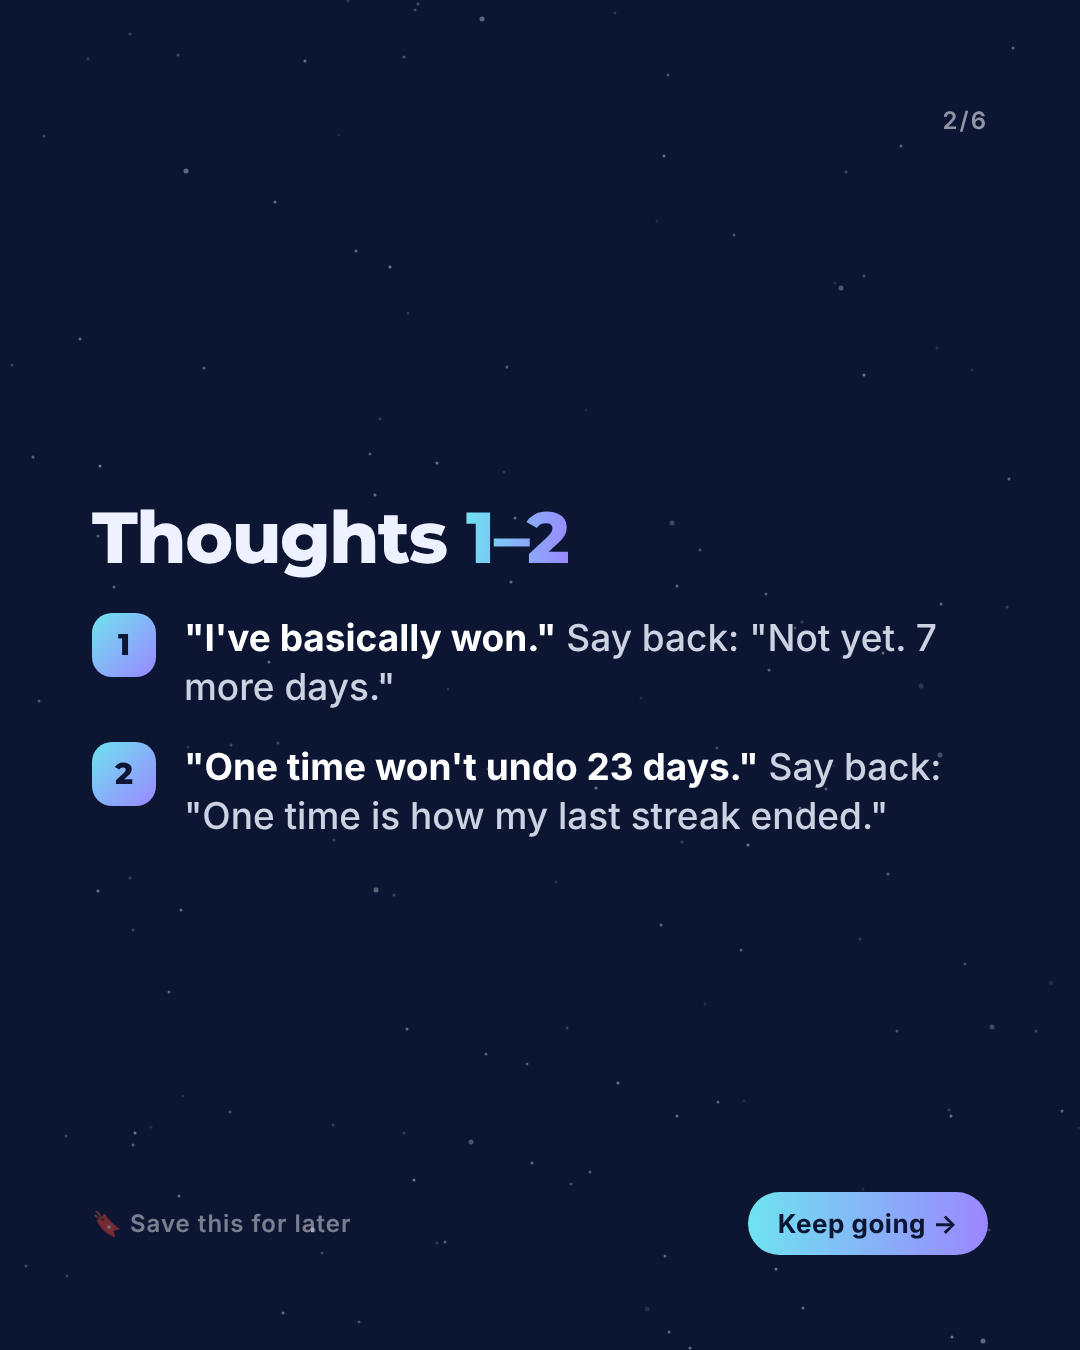 2/6
Thoughts 1–2
1 "I've basically won." Say back: "Not yet. 7
more days."
2 "One time won't undo 23 days." Say back:
"One time is how my last streak ended."
🔖 Save this for later
Keep going →